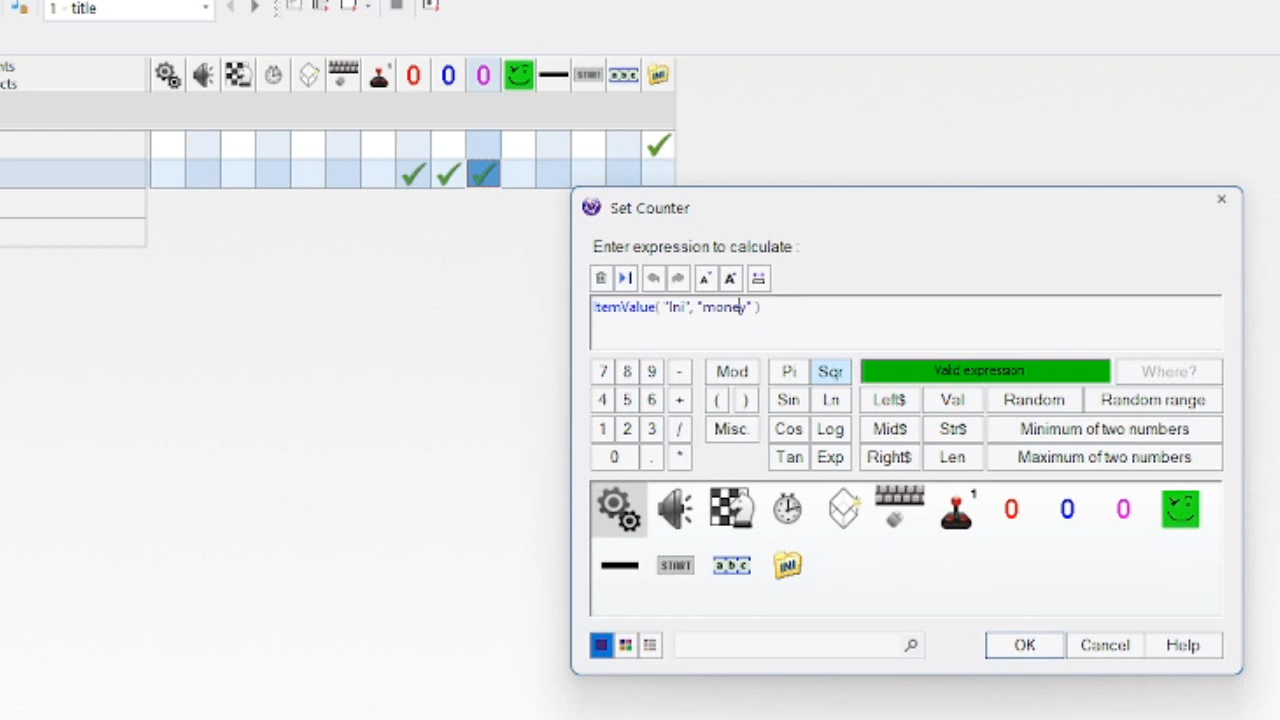 1 - title
nts
cts
0 0 0 START a b c INI
Set Counter
Enter expression to calculate :
ItemValue( "Ini", "money" )
7 8 9 - Mod Pi Sqr Valid expression Where?
4 5 6 + ( ) Sin Ln Left$ Val Random Random range
1 2 3 / Misc. Cos Log Mid$ Str$ Minimum of two numbers
0 . * Tan Exp Right$ Len Maximum of two numbers
1 0 0 0
START a b c INI
OK Cancel Help